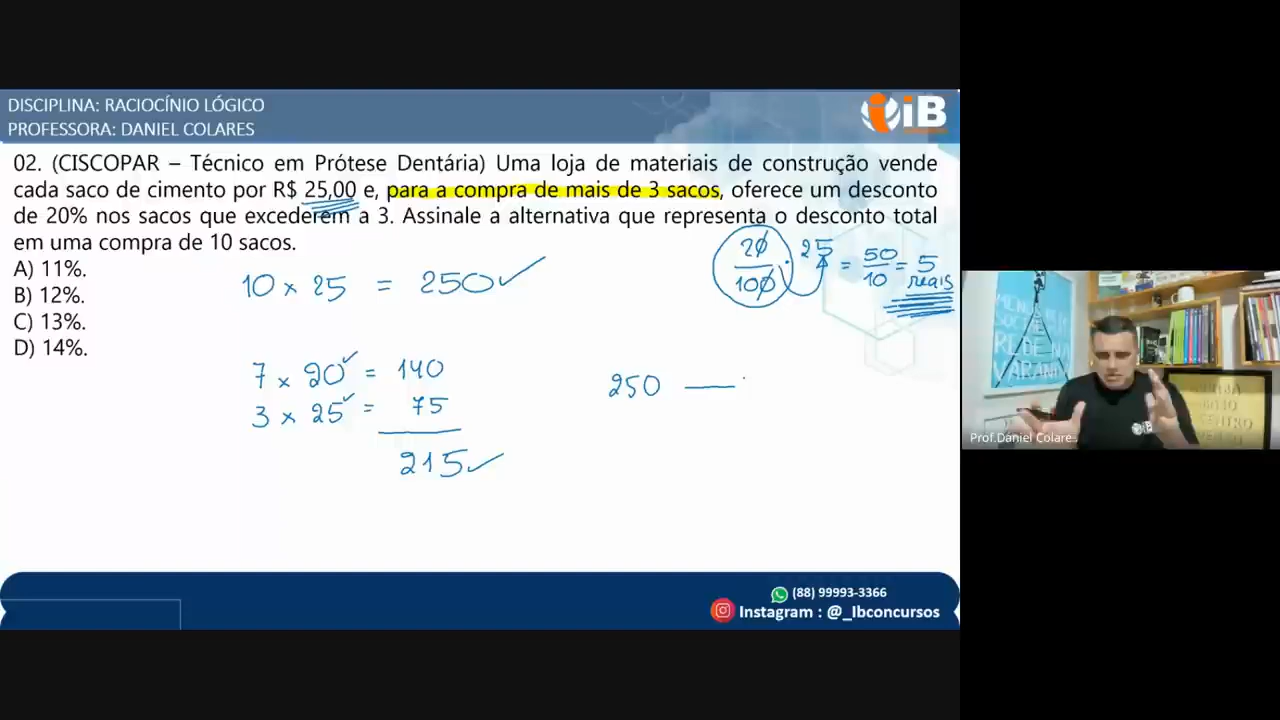 DISCIPLINA: RACIOCÍNIO LÓGICO
PROFESSORA: DANIEL COLARES
iB
02. (CISCOPAR – Técnico em Prótese Dentária) Uma loja de materiais de construção vende
cada saco de cimento por R$ 25,00 e, para a compra de mais de 3 sacos, oferece um desconto
de 20% nos sacos que excederem a 3. Assinale a alternativa que representa o desconto total
em uma compra de 10 sacos.
A) 11%.
B) 12%.
C) 13%.
D) 14%.
10 × 25 = 250
20/100 · 25 = 50/10 = 5
reais
7 × 20 = 140
3 × 25 = 75
215
250
Prof.Daniel Colare...
(88) 99993-3366
Instagram : @_Ibconcursos